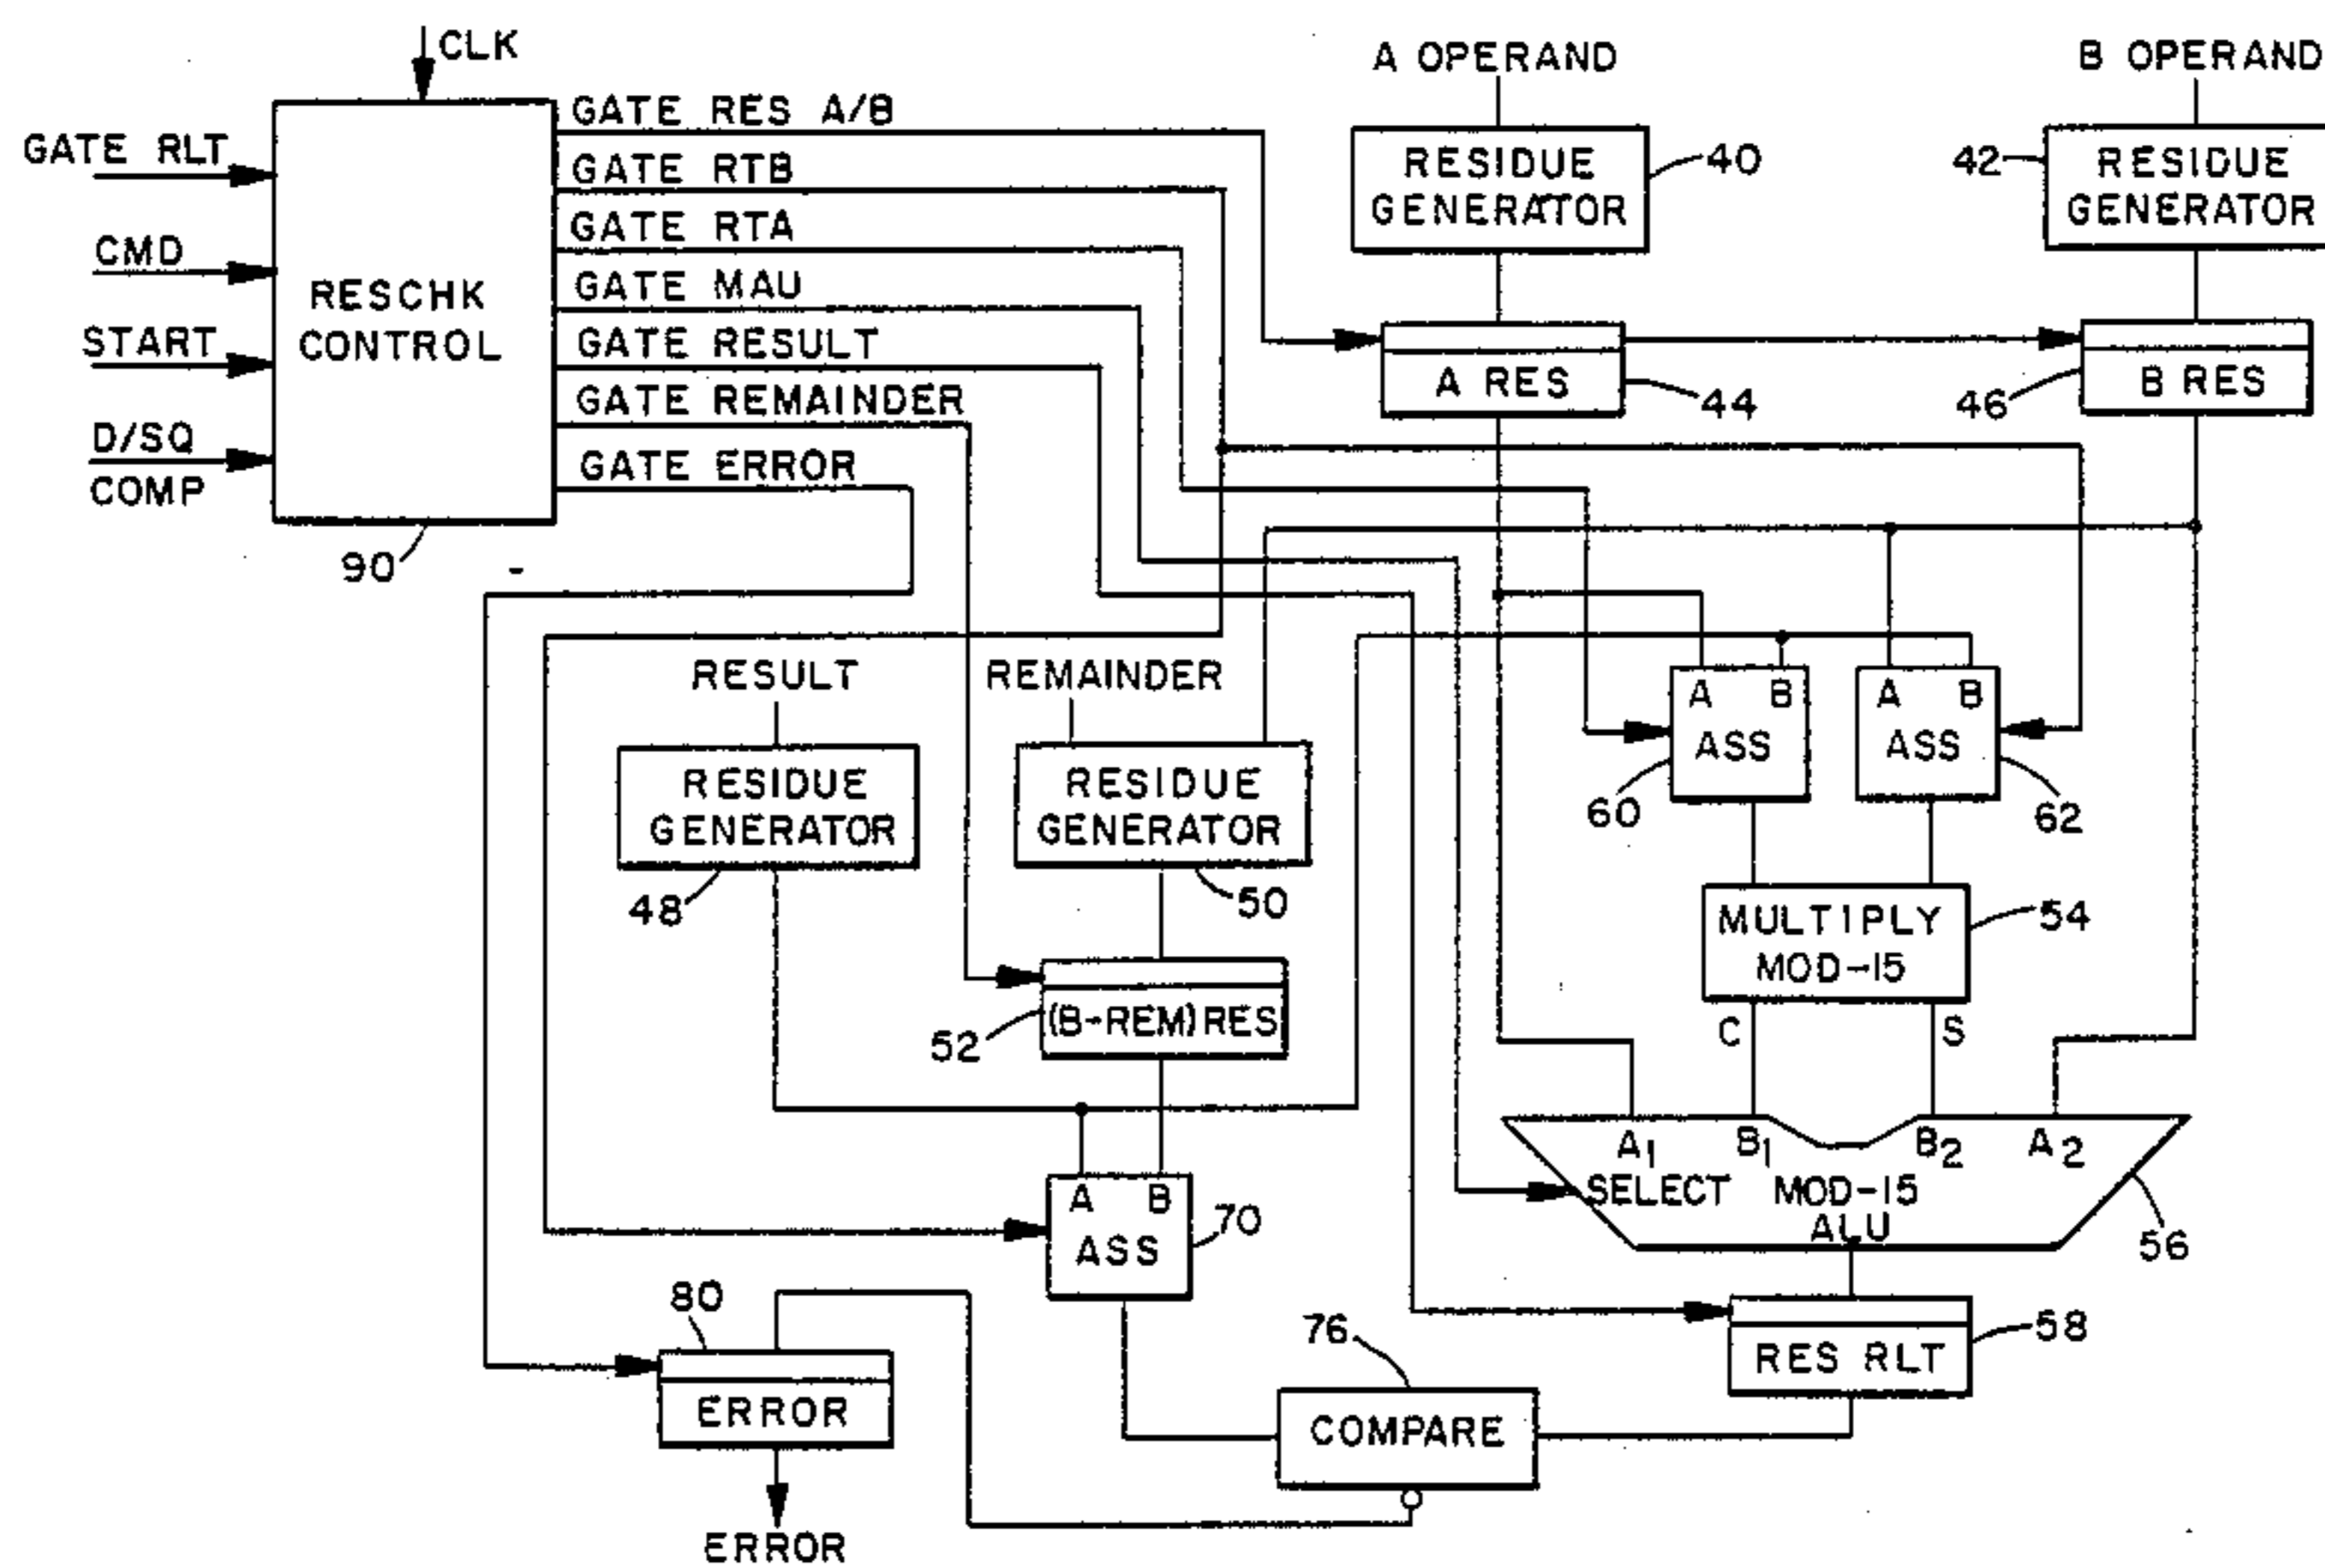 CLK
GATE RLT
CMD
START
D/SQ
COMP
RESCHK
CONTROL
90
GATE RES A/B
GATE RTB
GATE RTA
GATE MAU
GATE RESULT
GATE REMAINDER
GATE ERROR
A OPERAND
B OPERAND
RESIDUE
GENERATOR
40
42
RESIDUE
GENERATOR
A RES
44
46
B RES
RESULT
REMAINDER
RESIDUE
GENERATOR
48
RESIDUE
GENERATOR
50
52
(B-REM)RES
A B
ASS
60
A B
ASS
62
MULTIPLY
MOD-15
54
C
S
A1 B1 B2 A2
SELECT MOD-15
ALU
56
A B
ASS
70
RES RLT
58
76
COMPARE
80
ERROR
ERROR